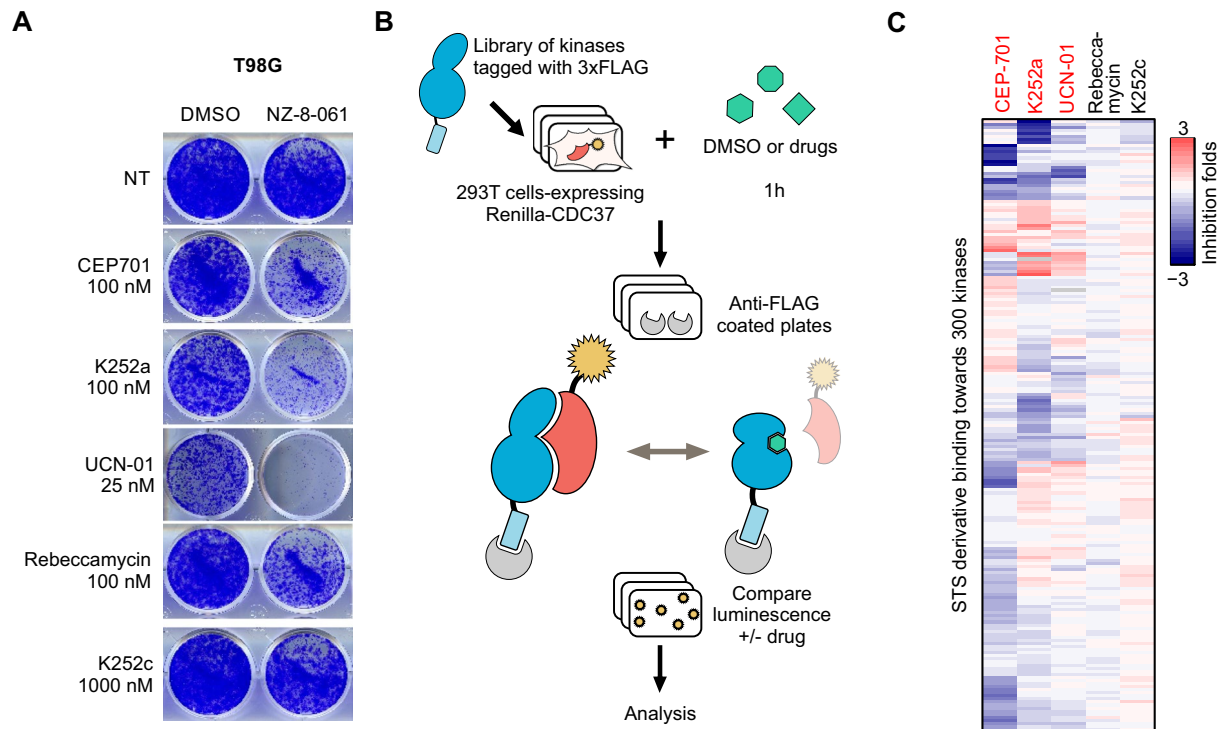 A
T98G
DMSO
NZ-8-061
NT
CEP701
100 nM
K252a
100 nM
UCN-01
25 nM
Rebeccamycin
100 nM
K252c
1000 nM
B
Library of kinases
tagged with 3xFLAG
+
DMSO or drugs
293T cells-expressing
Renilla-CDC37
1h
Anti-FLAG
coated plates
Compare
luminescence
+/- drug
Analysis
C
CEP-701
K252a
UCN-01
Rebecca-
mycin
K252c
STS derivative binding towards 300 kinases
3
Inhibition folds
−3